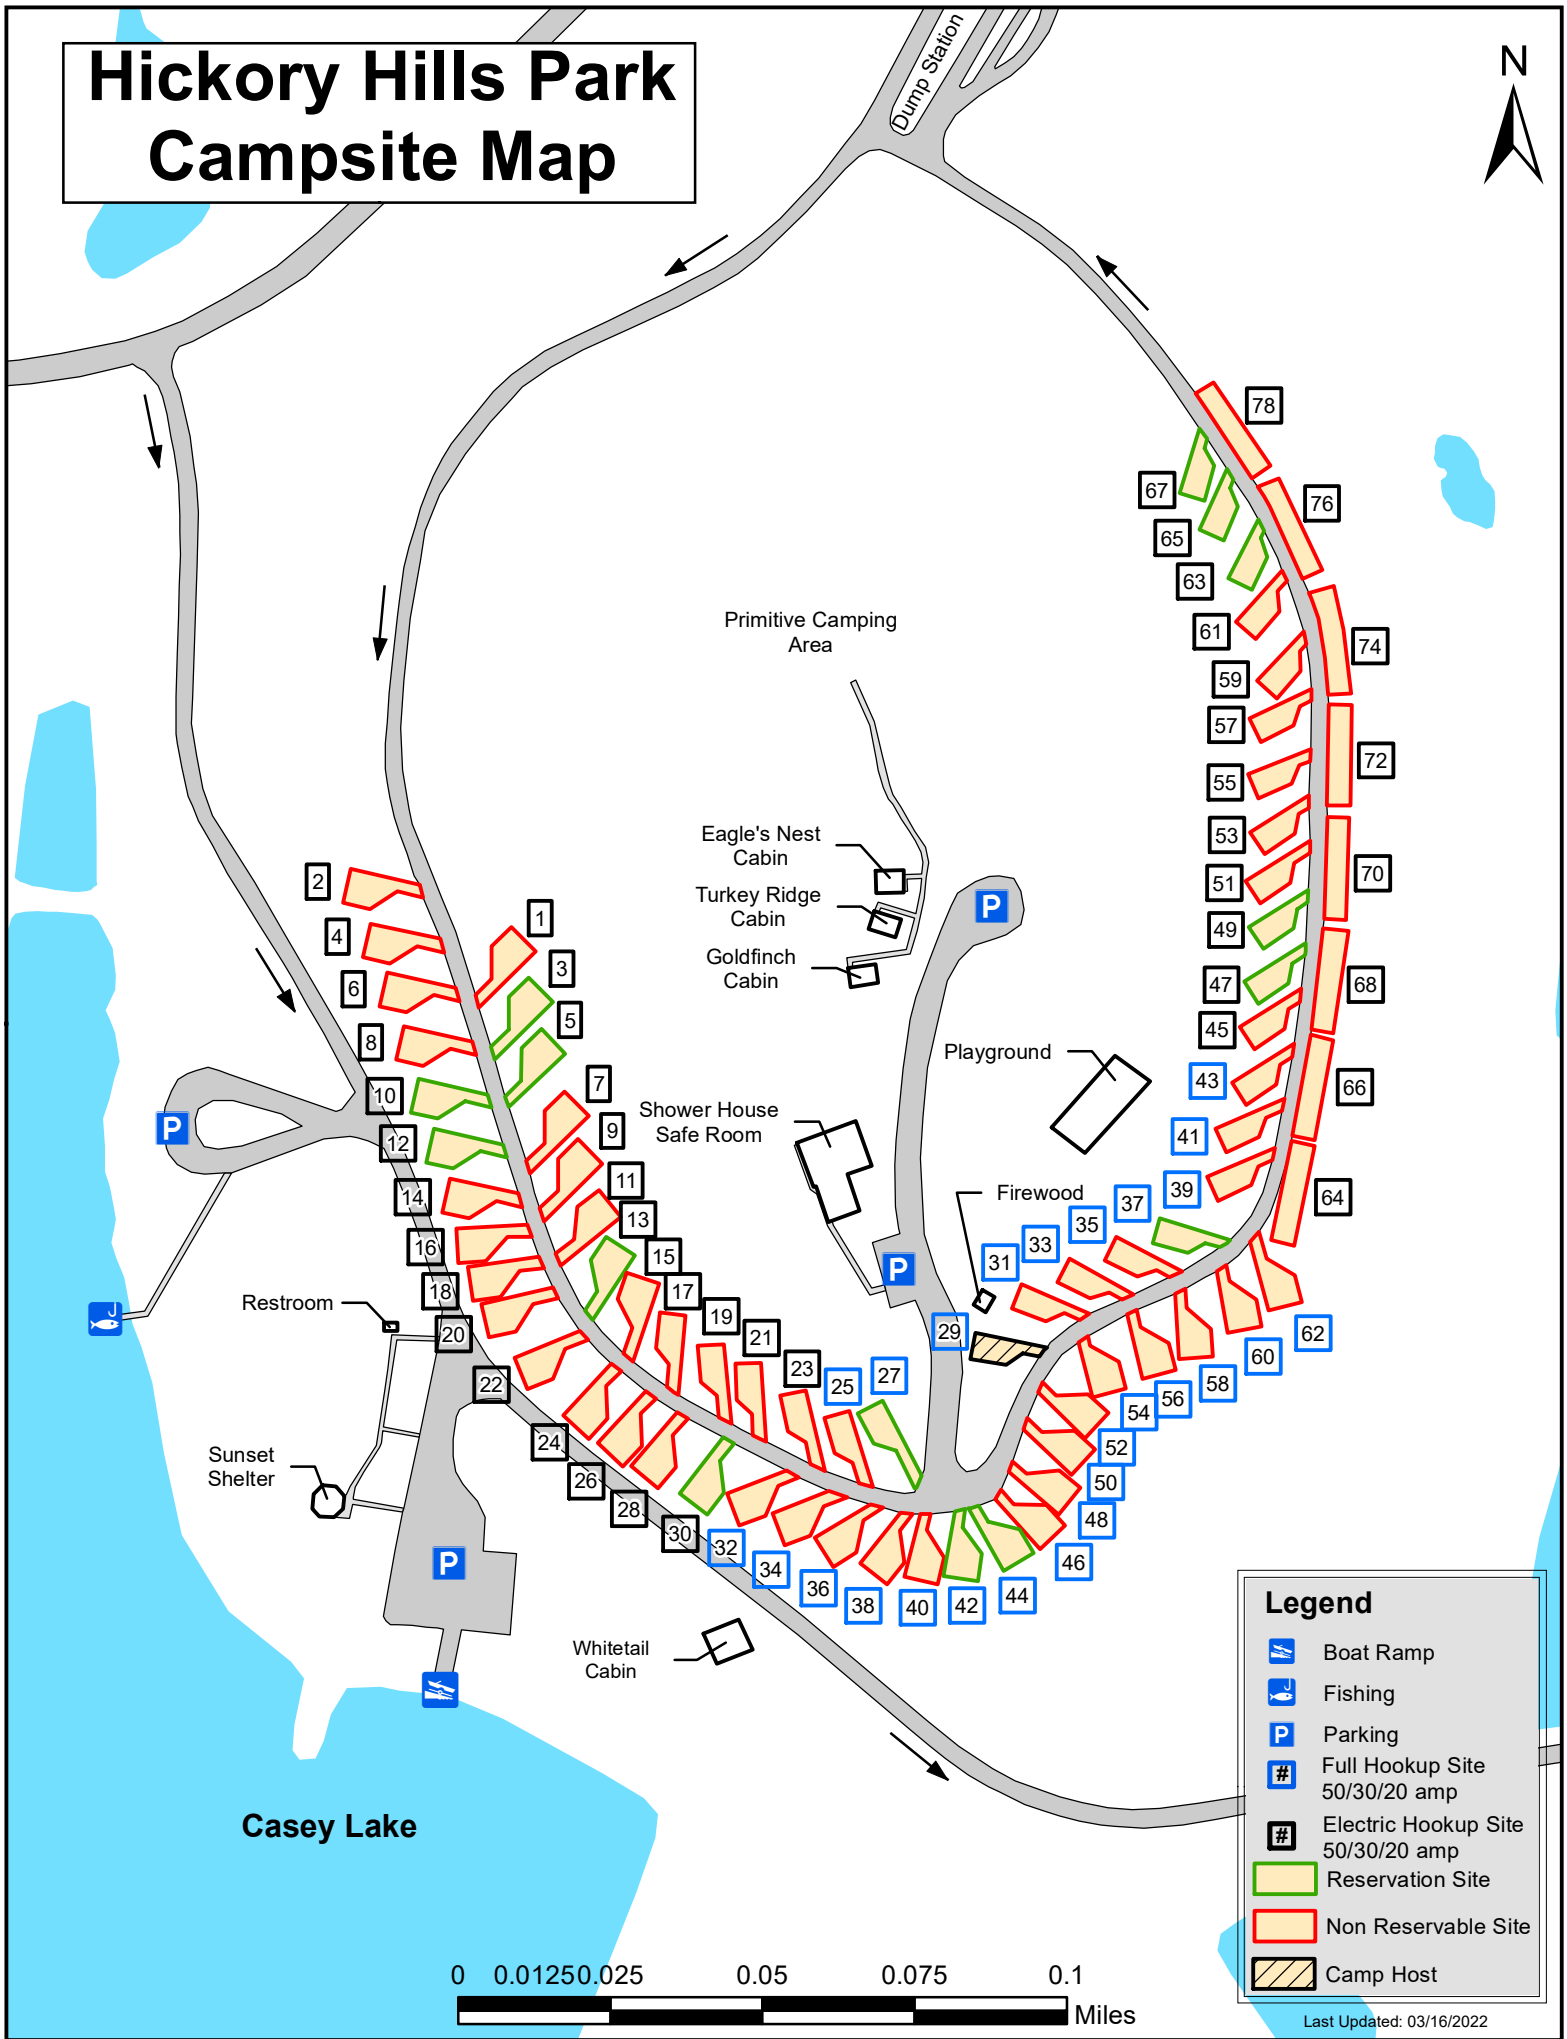 Hickory Hills Park
Campsite Map
Dump Station
N
78
76
67
65
63
61
74
59
57
72
55
53
51
70
49
47
68
45
43
66
41
39
64
37
35
33
31
29
62
60
58
56
54
52
50
48
46
44
42
40
38
36
34
32
30
28
26
24
22
20
18
16
14
12
10
8
6
4
2
1
3
5
7
9
11
13
15
17
19
21
23
25
27
Primitive Camping
Area
Eagle's Nest
Cabin
Turkey Ridge
Cabin
Goldfinch
Cabin
P
Playground
Shower House
Safe Room
P
Firewood
P
Restroom
Sunset
Shelter
P
Whitetail
Cabin
Casey Lake
Legend
Boat Ramp
Fishing
P Parking
# Full Hookup Site
50/30/20 amp
# Electric Hookup Site
50/30/20 amp
Reservation Site
Non Reservable Site
Camp Host
0 0.0125 0.025 0.05 0.075 0.1
Miles
Last Updated: 03/16/2022